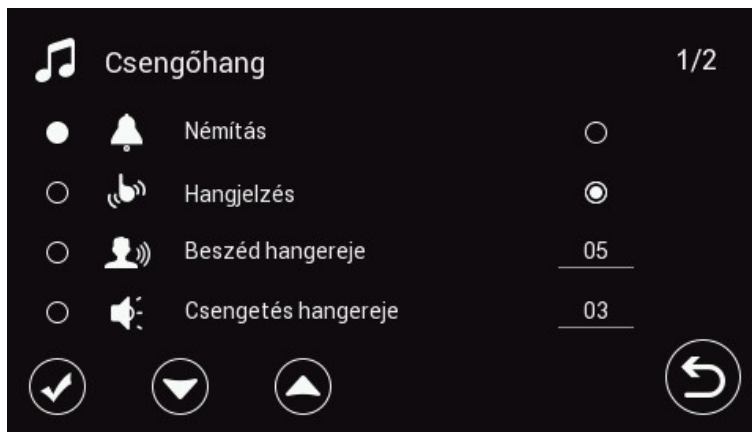 Csengőhang 1/2
Némítás
Hangjelzés
Beszéd hangereje 05
Csengetés hangereje 03